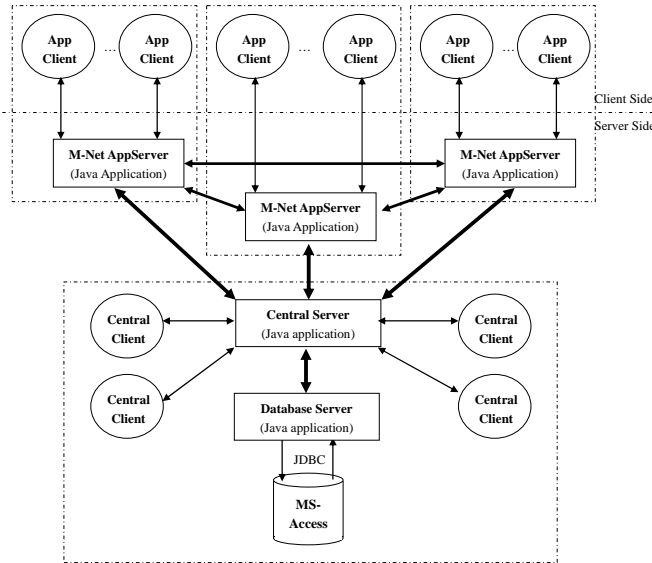 App Client
...
App Client
App Client
...
App Client
App Client
...
App Client
Client Side
Server Side
M-Net AppServer
(Java Application)
M-Net AppServer
(Java Application)
M-Net AppServer
(Java Application)
Central Server
(Java application)
Central
Client
Central
Client
Central
Client
Central
Client
Database Server
(Java application)
JDBC
MS-
Access